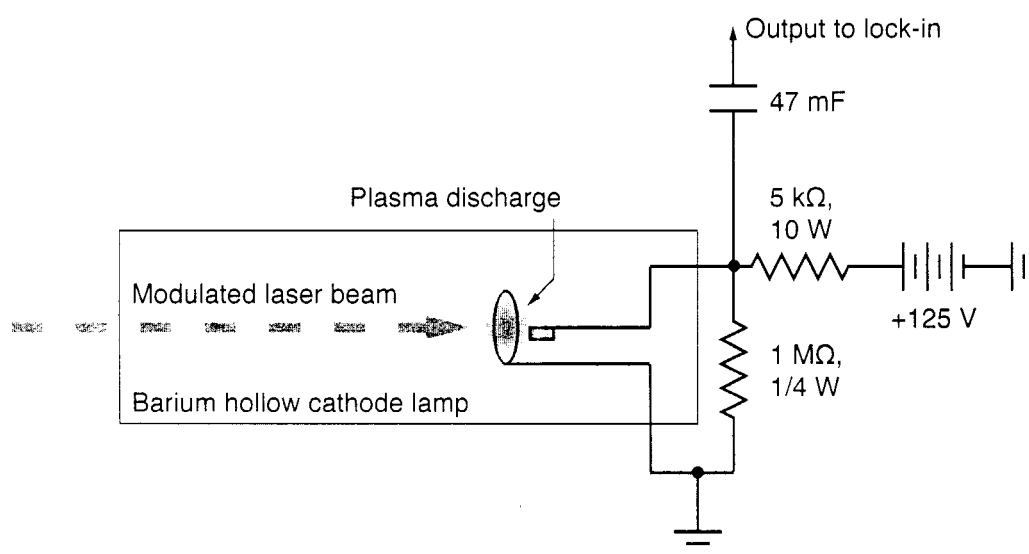 Output to lock-in
47 mF
Plasma discharge
5 kΩ,
10 W
Modulated laser beam
+125 V
1 MΩ,
1/4 W
Barium hollow cathode lamp